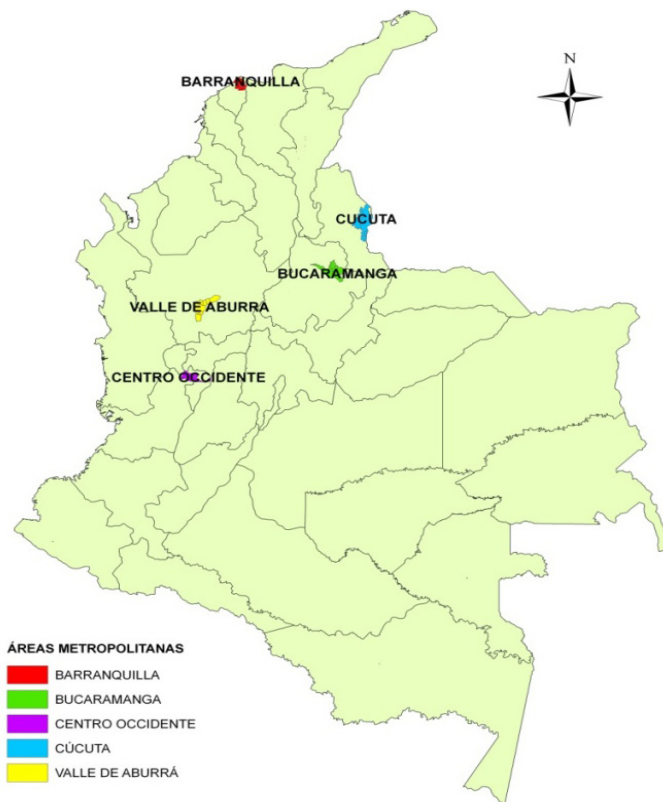 N
BARRANQUILLA
CUCUTA
BUCARAMANGA
VALLE DE ABURRA
CENTRO OCCIDENTE
ÁREAS METROPOLITANAS
BARRANQUILLA
BUCARAMANGA
CENTRO OCCIDENTE
CÚCUTA
VALLE DE ABURRÁ